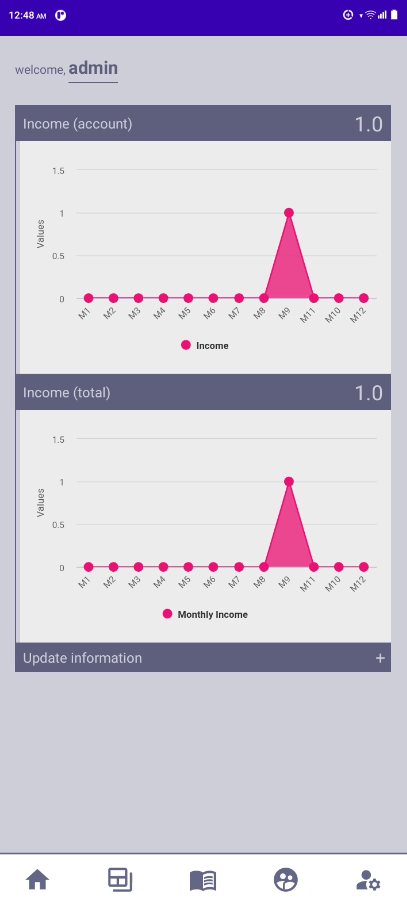 12:48 AM
welcome, admin
Income (account) 1.0
1.5
1
0.5
0
Values
M1 M2 M3 M4 M5 M6 M7 M8 M9 M11 M10 M12
Income
Income (total) 1.0
1.5
1
0.5
0
Values
M1 M2 M3 M4 M5 M6 M7 M8 M9 M11 M10 M12
Monthly Income
Update information +